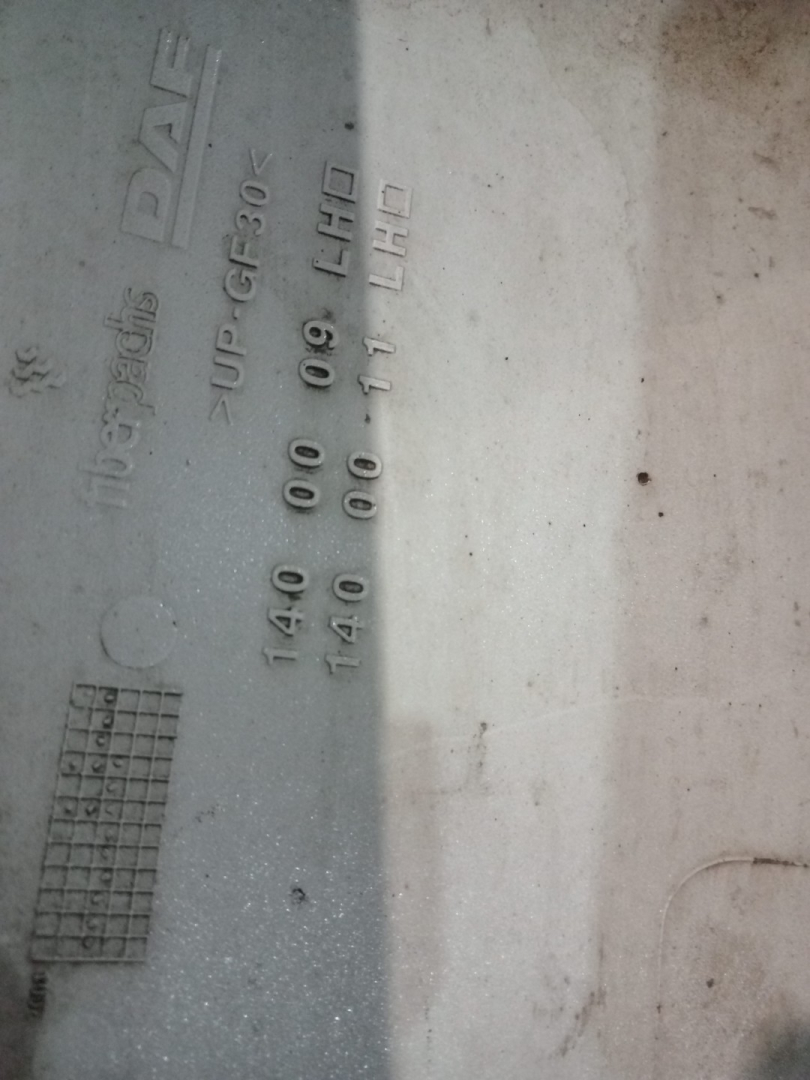 DAF
fiberpachs
>UP-GF30<
140 00 09 LH□
140 00 11 LH□